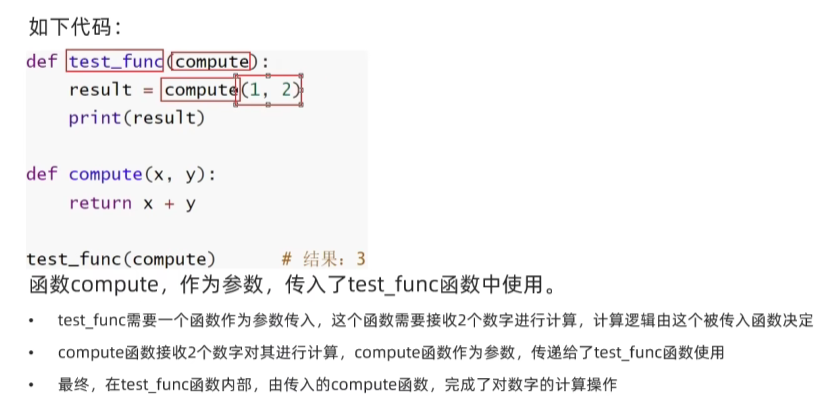 如下代码：
def test_func(compute):
    result = compute(1, 2)
    print(result)
def compute(x, y):
    return x + y
test_func(compute)      # 结果：3
函数compute，作为参数，传入了test_func函数中使用。
• test_func需要一个函数作为参数传入，这个函数需要接收2个数字进行计算，计算逻辑由这个被传入函数决定
• compute函数接收2个数字对其进行计算，compute函数作为参数，传递给了test_func函数使用
• 最终，在test_func函数内部，由传入的compute函数，完成了对数字的计算操作